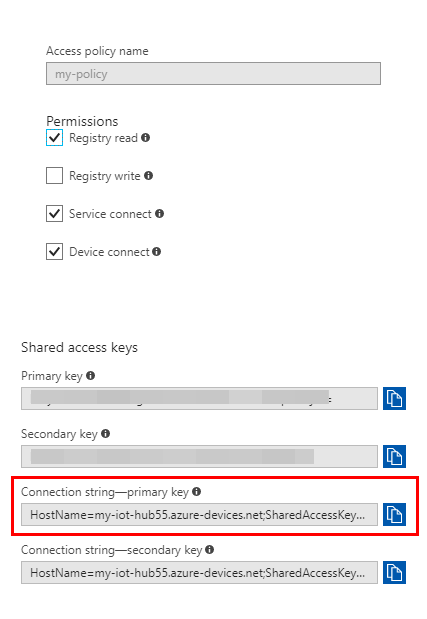 Access policy name
my-policy
Permissions
Registry read
Registry write
Service connect
Device connect
Shared access keys
Primary key
Secondary key
Connection string—primary key
HostName=my-iot-hub55.azure-devices.net;SharedAccessKey...
Connection string—secondary key
HostName=my-iot-hub55.azure-devices.net;SharedAccessKey...